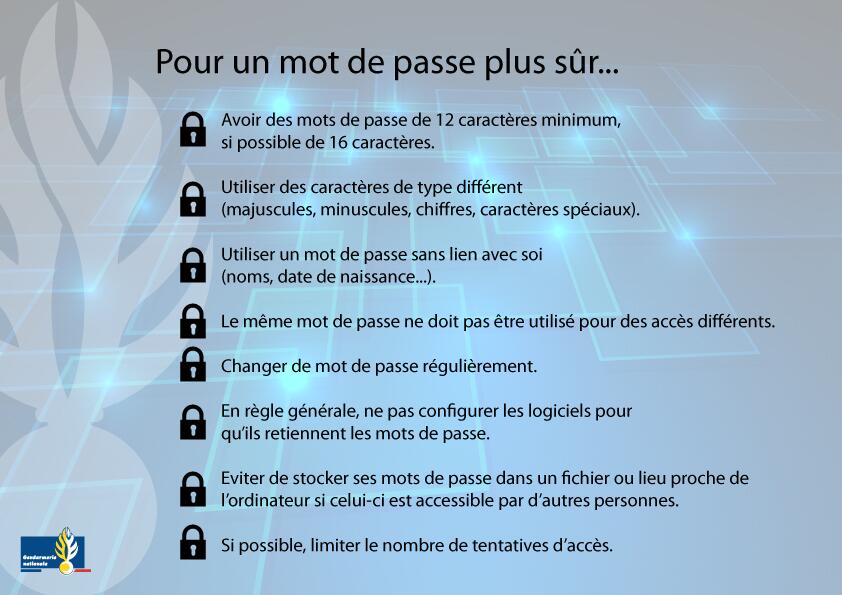 Pour un mot de passe plus sûr...
Avoir des mots de passe de 12 caractères minimum,
si possible de 16 caractères.
Utiliser des caractères de type différent
(majuscules, minuscules, chiffres, caractères spéciaux).
Utiliser un mot de passe sans lien avec soi
(noms, date de naissance...).
Le même mot de passe ne doit pas être utilisé pour des accès différents.
Changer de mot de passe régulièrement.
En règle générale, ne pas configurer les logiciels pour
qu’ils retiennent les mots de passe.
Eviter de stocker ses mots de passe dans un fichier ou lieu proche de
l’ordinateur si celui-ci est accessible par d’autres personnes.
Si possible, limiter le nombre de tentatives d’accès.
Gendarmerie
nationale